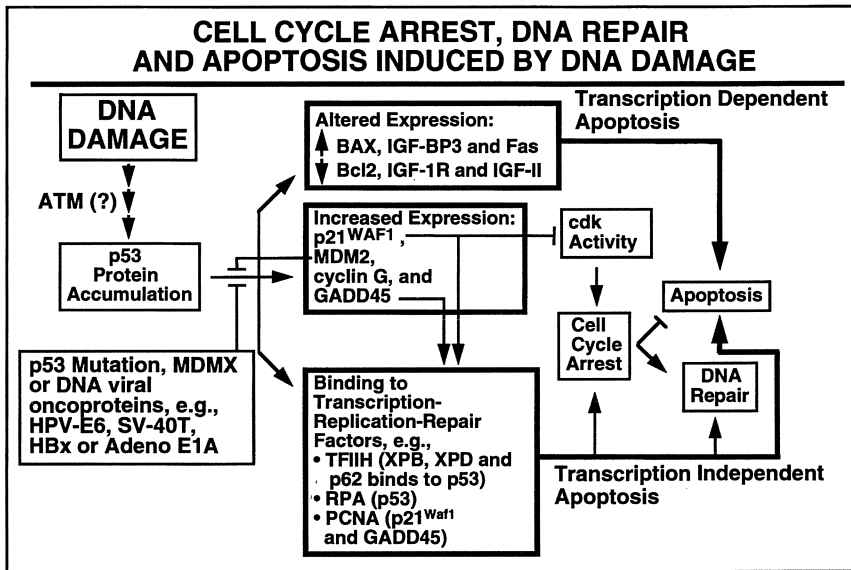 CELL CYCLE ARREST, DNA REPAIR
AND APOPTOSIS INDUCED BY DNA DAMAGE
DNA
DAMAGE
ATM (?)
p53
Protein
Accumulation
p53 Mutation, MDMX
or DNA viral
oncoproteins, e.g.,
HPV-E6, SV-40T,
HBx or Adeno E1A
Altered Expression:
BAX, IGF-BP3 and Fas
Bcl2, IGF-1R and IGF-II
Transcription Dependent
Apoptosis
Increased Expression:
p21WAF1,
MDM2,
cyclin G, and
GADD45
cdk
Activity
Cell
Cycle
Arrest
Apoptosis
DNA
Repair
Binding to
Transcription-
Replication-Repair
Factors, e.g.,
• TFIIH (XPB, XPD and
p62 binds to p53)
• RPA (p53)
• PCNA (p21Waf1
and GADD45)
Transcription Independent
Apoptosis